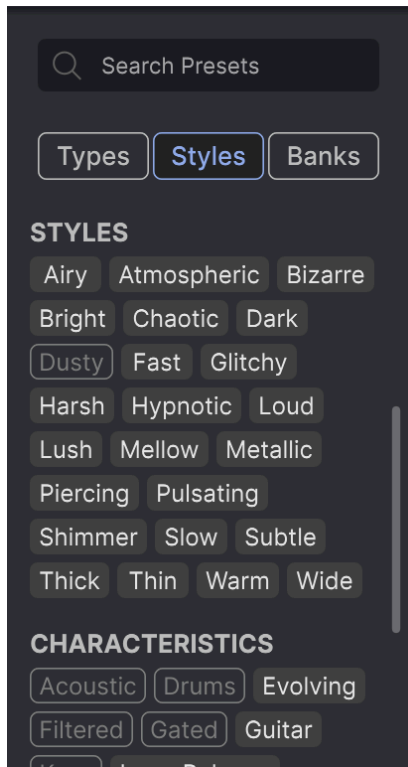 Search Presets
Types Styles Banks
STYLES
Airy Atmospheric Bizarre
Bright Chaotic Dark
Dusty Fast Glitchy
Harsh Hypnotic Loud
Lush Mellow Metallic
Piercing Pulsating
Shimmer Slow Subtle
Thick Thin Warm Wide
CHARACTERISTICS
Acoustic Drums Evolving
Filtered Gated Guitar